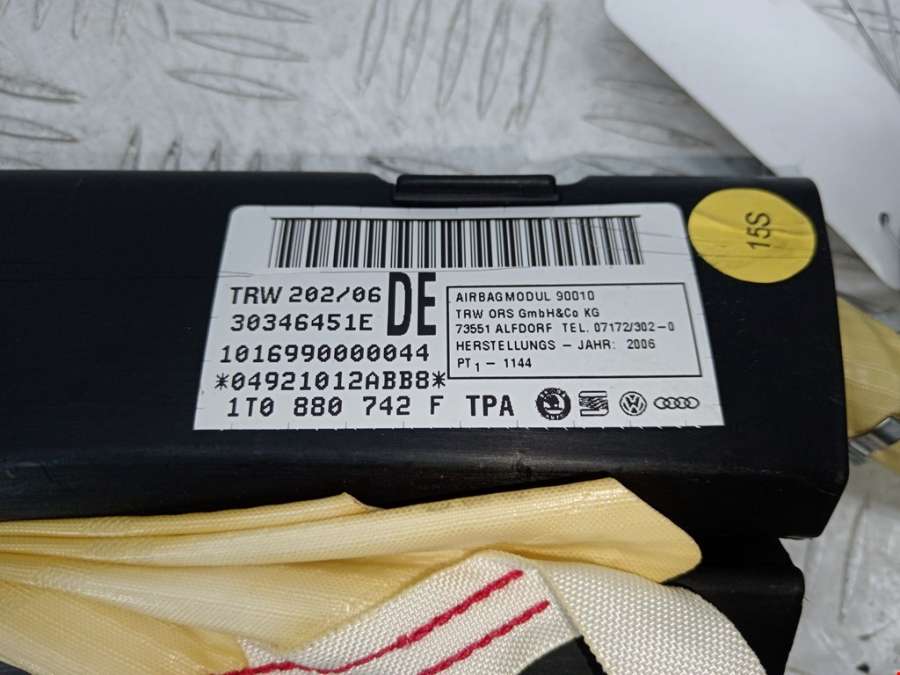 15S
TRW 202/06 DE
30346451E
1016990000044
*04921012ABB8*
1T0 880 742 F TPA
AIRBAGMODUL 90010
TRW ORS GmbH&Co KG
73551 ALFDORF TEL. 07172/302-0
HERSTELLUNGS - JAHR: 2006
PT1 - 1144